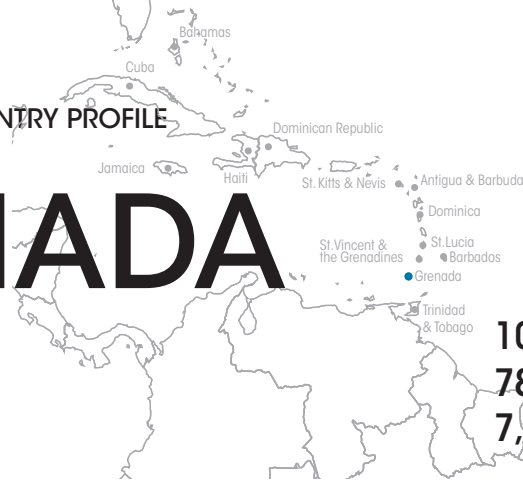 Bahamas
Cuba
NTRY PROFILE
Dominican Republic
Jamaica
Haiti
St. Kitts & Nevis
Antigua & Barbuda
ADA
Dominica
St.Vincent &
the Grenadines
St.Lucia
Barbados
Grenada
Trinidad
& Tobago
10
78
7,